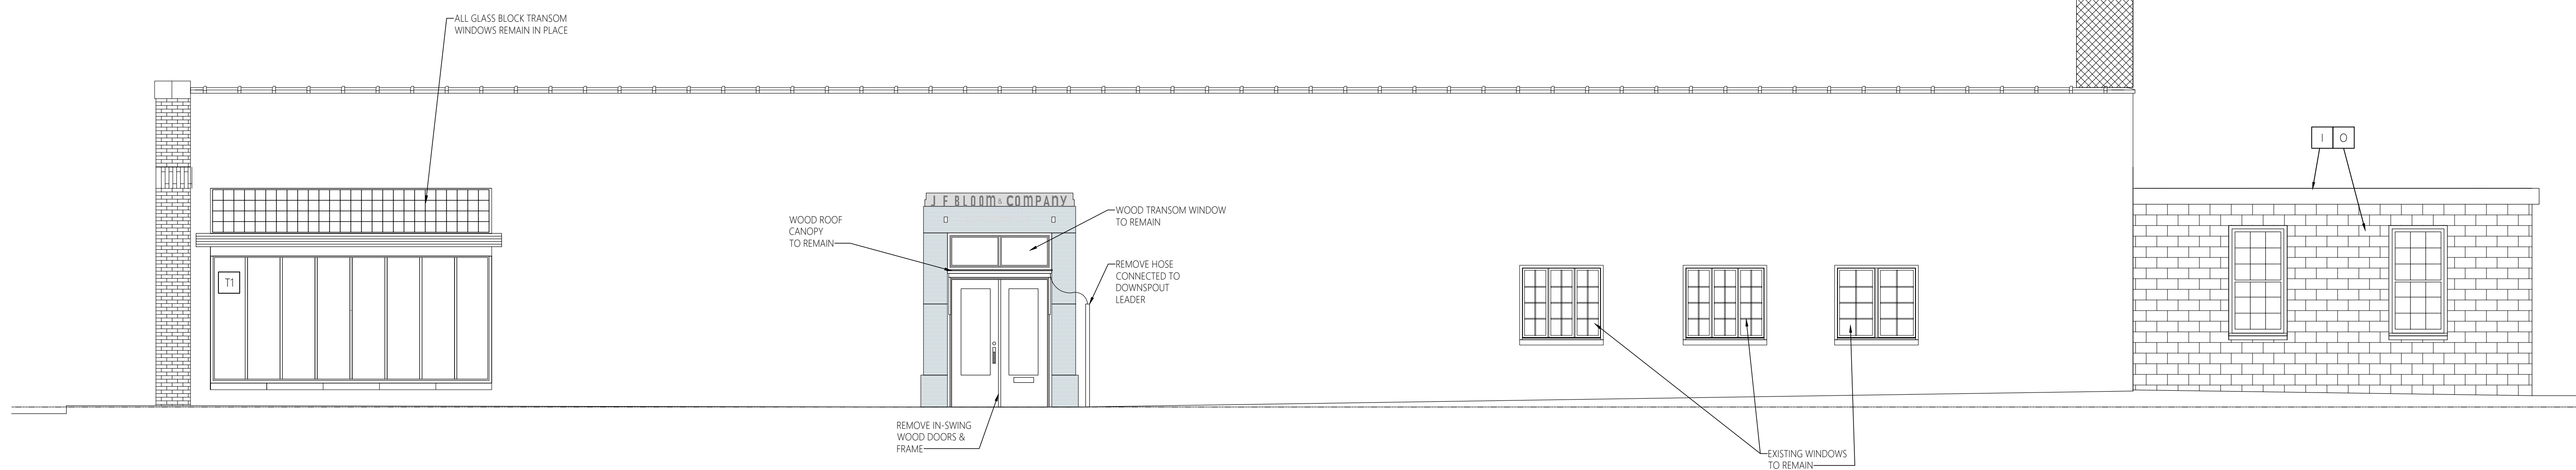 ALL GLASS BLOCK TRANSOM
WINDOWS REMAIN IN PLACE
I O
T1
J F BLOOM & COMPANY
WOOD ROOF
CANOPY
TO REMAIN
WOOD TRANSOM WINDOW
TO REMAIN
REMOVE HOSE
CONNECTED TO
DOWNSPOUT
LEADER
REMOVE IN-SWING
WOOD DOORS &
FRAME
EXISTING WINDOWS
TO REMAIN